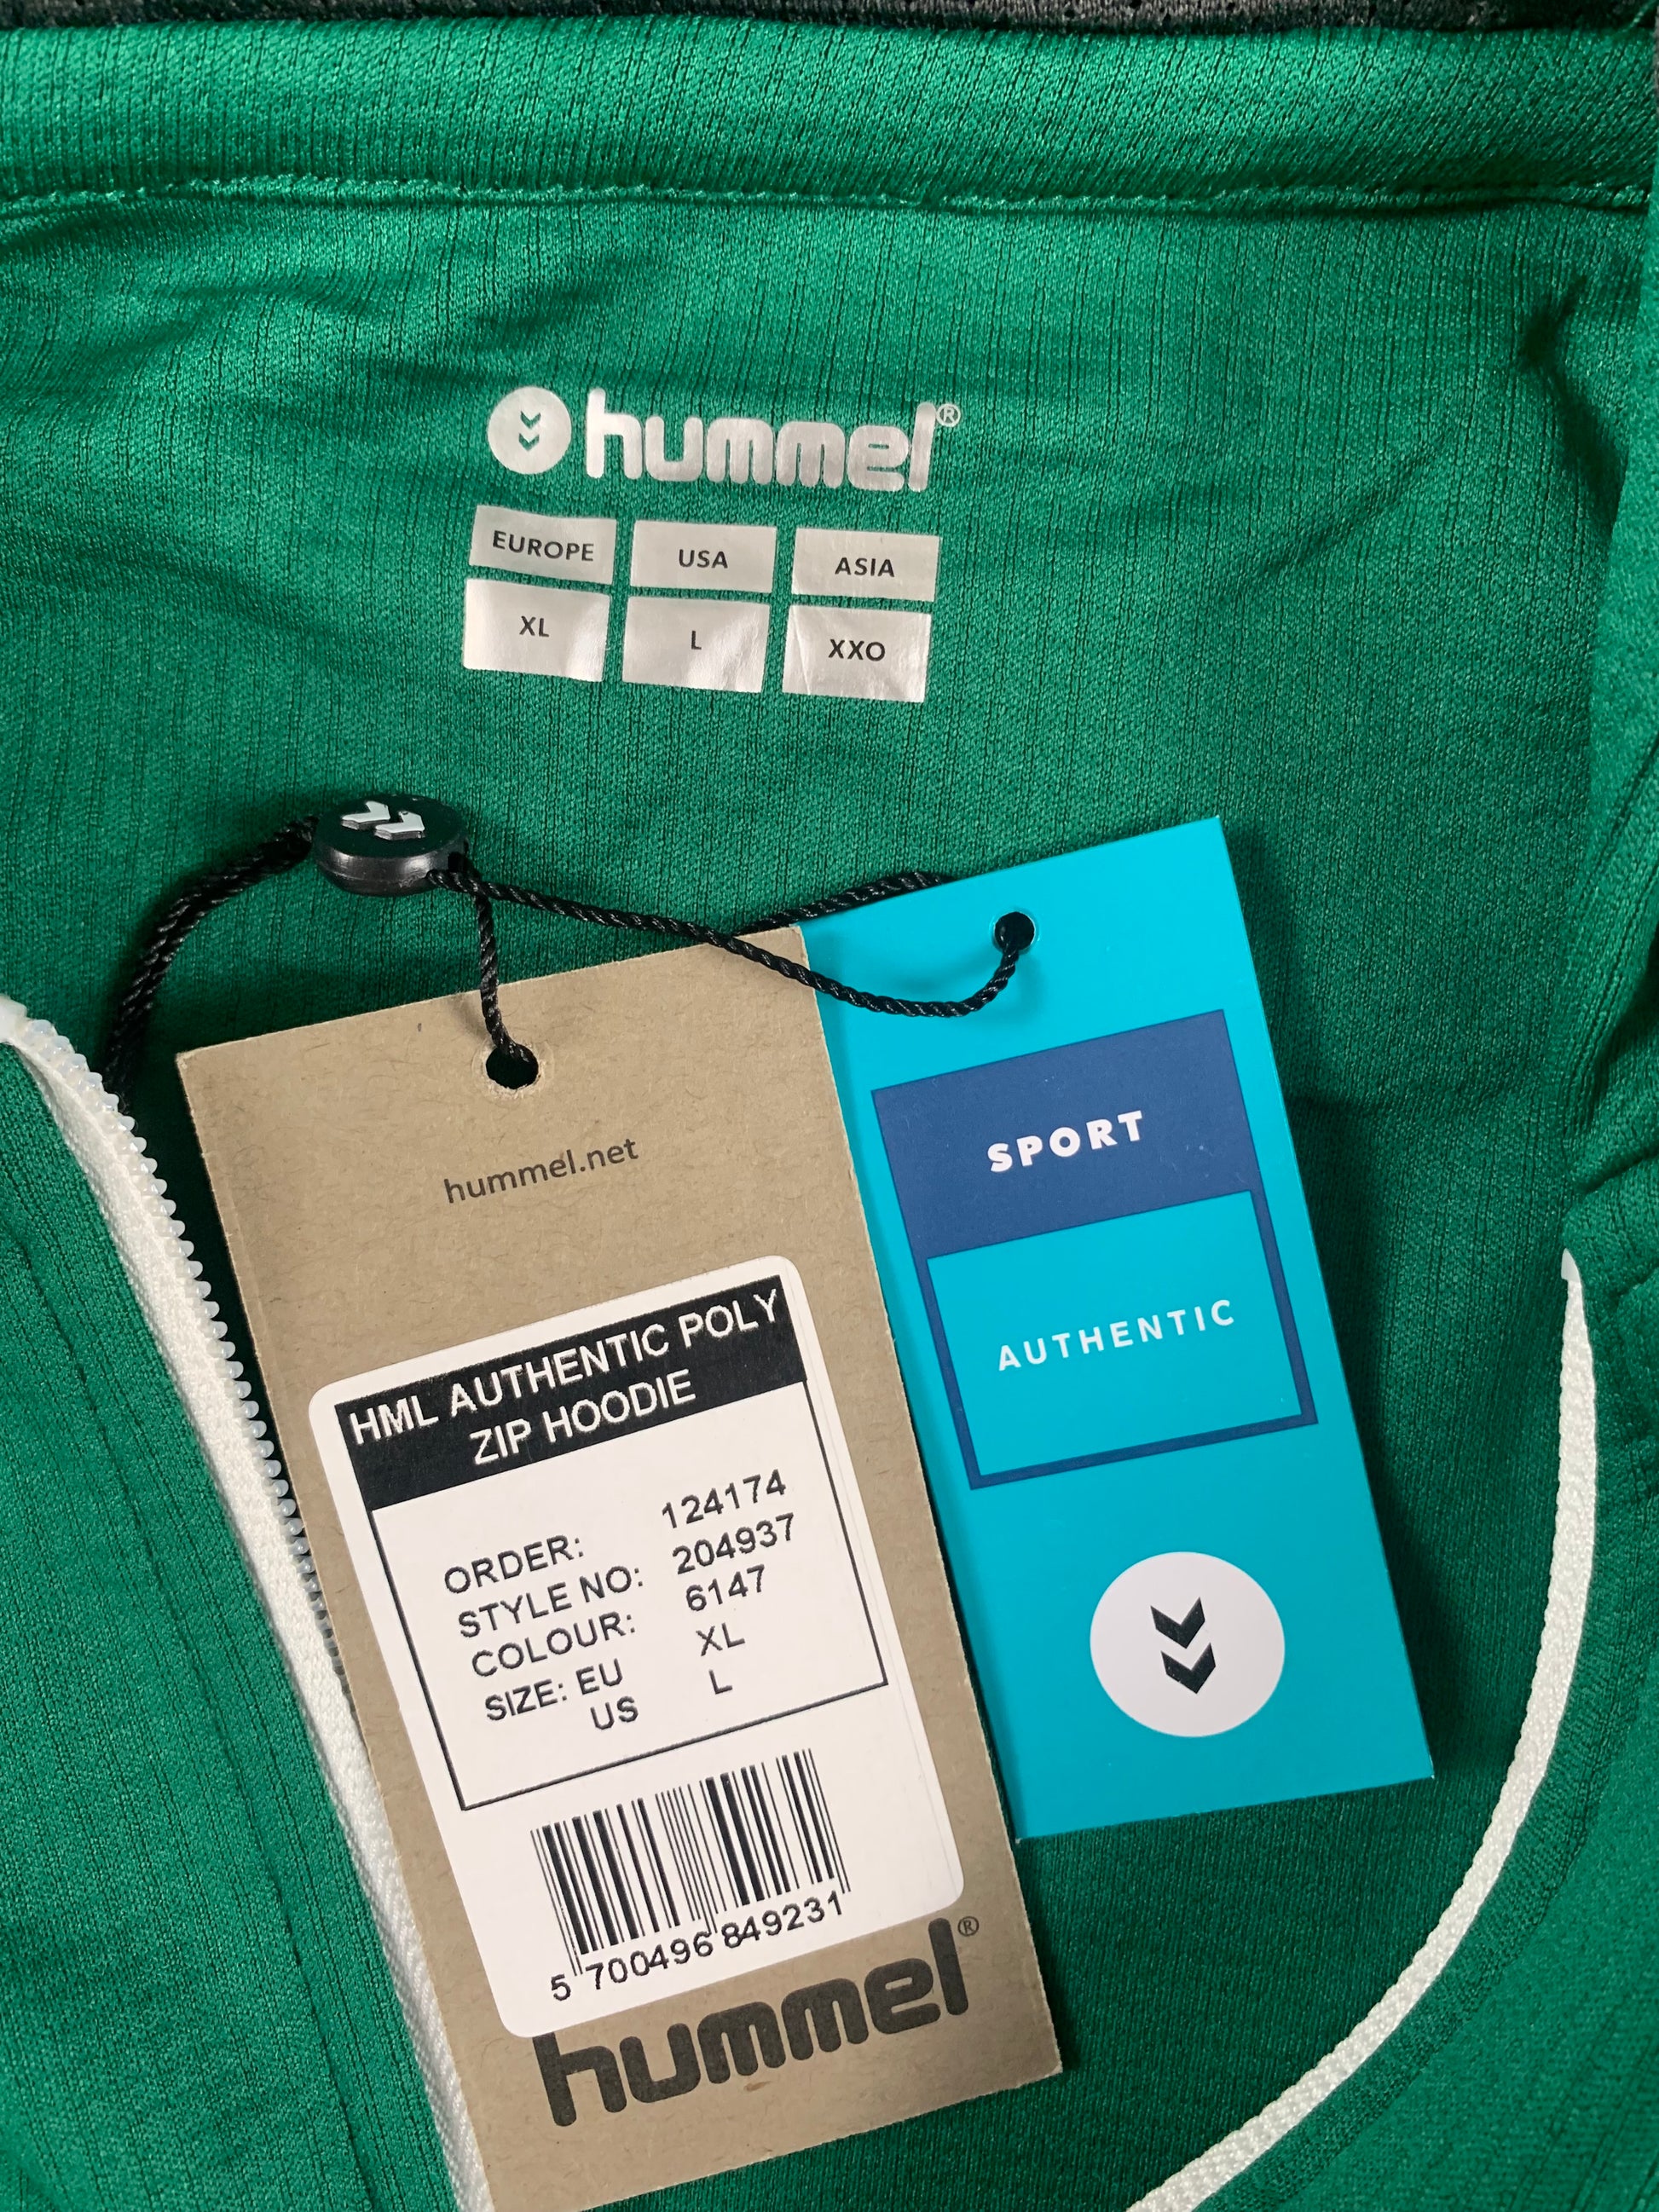 hummel®
EUROPE USA ASIA
XL L XXO
hummel.net
HML AUTHENTIC POLY
ZIP HOODIE
ORDER: 124174
STYLE NO: 204937
COLOUR: 6147
SIZE: EU XL
US L
5 700496 849231
hummel®
SPORT
AUTHENTIC